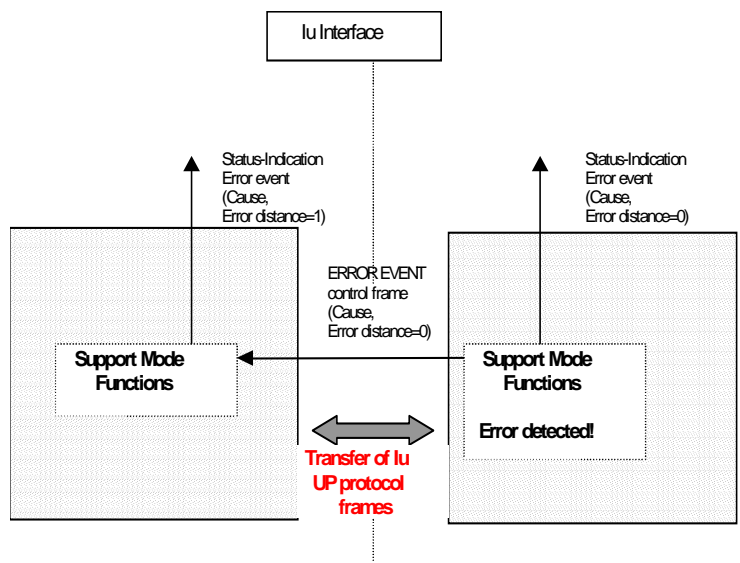 Iu Interface
Status-Indication
Error event
(Cause,
Error distance=1)
Status-Indication
Error event
(Cause,
Error distance=0)
ERROR EVENT
control frame
(Cause,
Error distance=0)
Support Mode
Functions
Support Mode
Functions
Error detected!
Transfer of Iu
UP protocol
frames